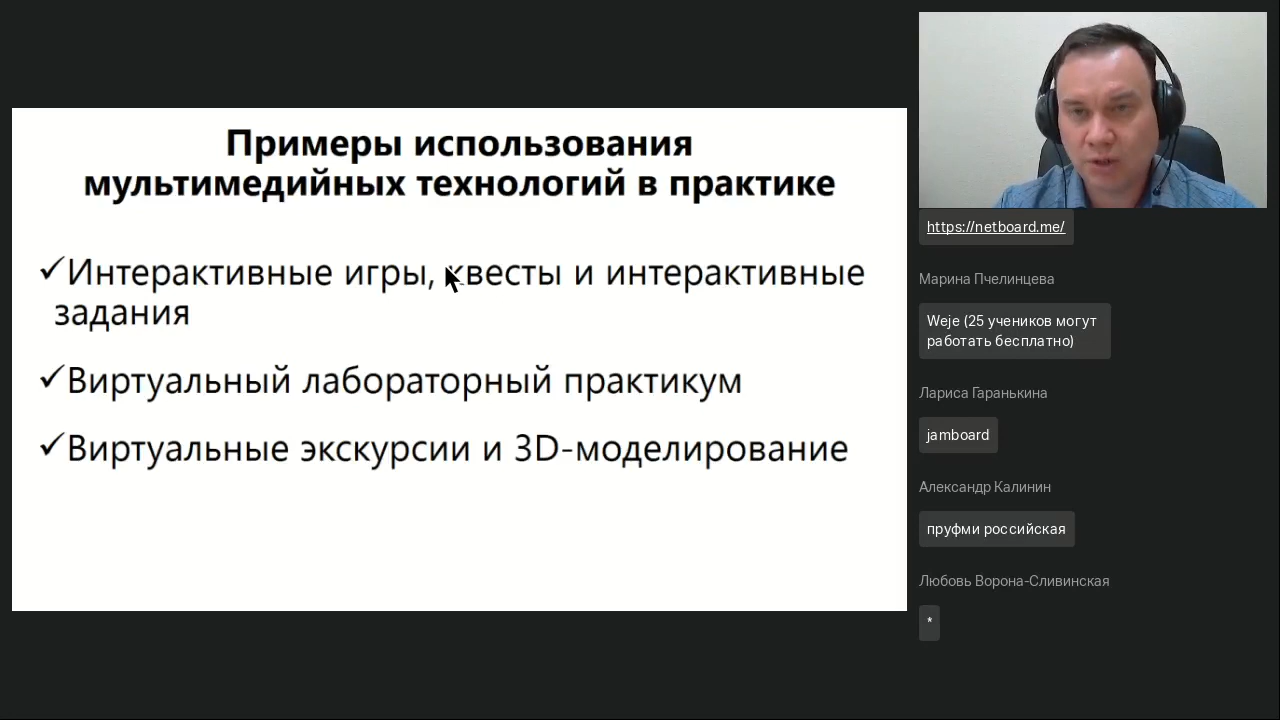 Примеры использования
мультимедийных технологий в практике
✓Интерактивные игры, квесты и интерактивные
задания
✓Виртуальный лабораторный практикум
✓Виртуальные экскурсии и 3D-моделирование
https://netboard.me/
Марина Пчелинцева
Weje (25 учеников могут
работать бесплатно)
Лариса Гаранькина
jamboard
Александр Калинин
пруфми российская
Любовь Ворона-Сливинская
*